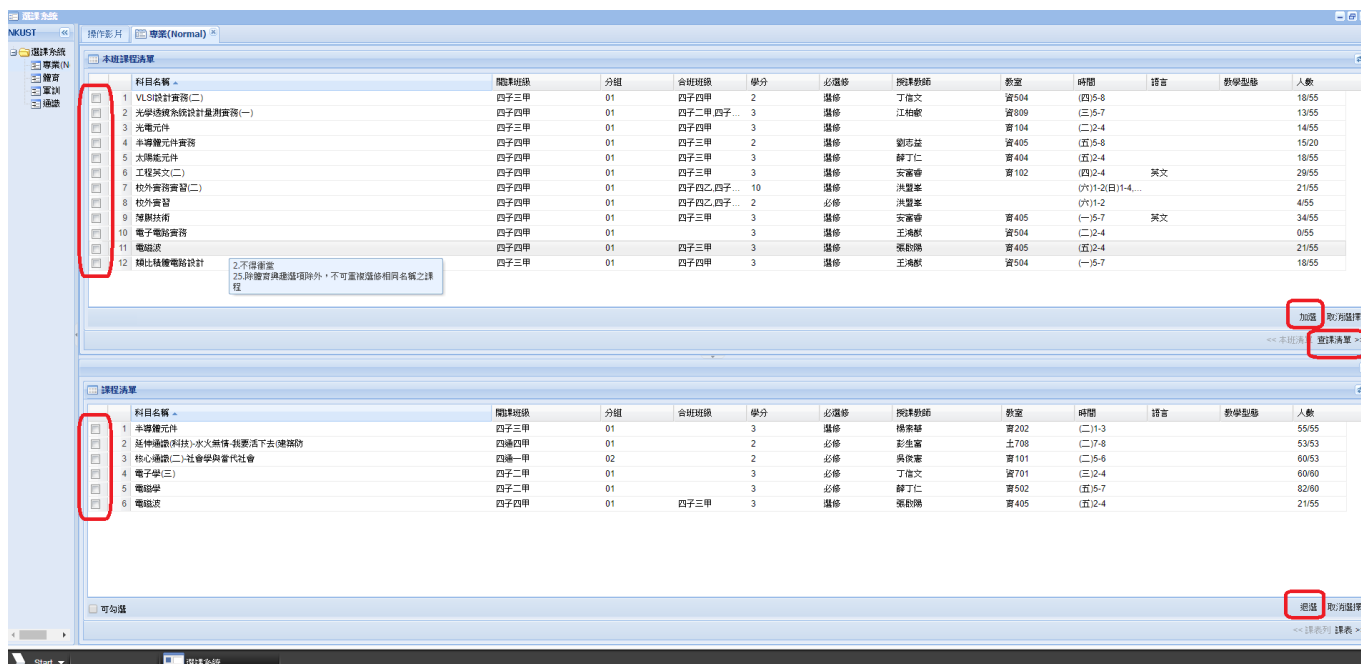 選課系統
NKUST
操作影片 專業(Normal)
選課系統
專業(N
體育
軍訓
通識
本班課程清單
科目名稱 開課班級 分組 合班班級 學分 必選修 授課教師 教室 時間 語言 教學型態 人數
1 VLSI設計實務(二) 四子三甲 01 四子四甲 2 選修 丁信文 資504 (四)5-8 18/55
2 光學透鏡系統設計量測實務(一) 四子四甲 01 四子二甲,四子... 3 選修 江柏叡 資809 (三)5-7 13/55
3 光電元件 四子三甲 01 四子四甲 3 選修 育104 (二)2-4 14/55
4 半導體元件實務 四子四甲 01 四子三甲 2 選修 劉志益 資405 (五)5-8 15/20
5 太陽能元件 四子四甲 01 四子三甲 3 選修 薛丁仁 育404 (五)2-4 18/55
6 工程英文(二) 四子四甲 01 四子三甲 3 選修 安富睿 育102 (四)2-4 英文 29/55
7 校外實務實習(二) 四子四甲 01 四子四乙,四子... 10 選修 洪盟峯 (六)1-2(日)1-4,... 21/55
8 校外實習 四子四甲 01 四子四乙,四子... 2 必修 洪盟峯 (六)1-2 4/55
9 薄膜技術 四子四甲 01 四子三甲 3 選修 安富睿 育405 (一)5-7 英文 34/55
10 電子電路實務 四子四甲 01 3 選修 王鴻猷 資504 (二)2-4 0/55
11 電磁波 四子四甲 01 四子三甲 3 選修 張啟陽 育405 (五)2-4 21/55
12 類比積體電路設計 四子三甲 01 四子四甲 3 選修 王鴻猷 資504 (一)5-7 18/55
2.不得衝堂
25.除體育興趣選項除外，不可重複選修相同名稱之課
程
加選 取消選擇
<< 本班清單 查課清單 >>
課程清單
科目名稱 開課班級 分組 合班班級 學分 必選修 授課教師 教室 時間 語言 教學型態 人數
1 半導體元件 四子三甲 01 3 選修 楊素華 育202 (二)1-3 55/55
2 延伸通識(科技)-水火無情-我要活下去(建築防 四通四甲 01 2 必修 彭生富 土708 (二)7-8 53/53
3 核心通識(二)-社會學與當代社會 四通一甲 02 2 必修 吳俊憲 育101 (二)5-6 60/53
4 電子學(三) 四子二甲 01 3 必修 丁信文 資701 (三)2-4 60/60
5 電磁學 四子二甲 01 3 必修 薛丁仁 育502 (五)5-7 82/60
6 電磁波 四子四甲 01 四子三甲 3 選修 張啟陽 育405 (五)2-4 21/55
可勾選
退選 取消選擇
<< 課表列 課表 >
Start 選課系統